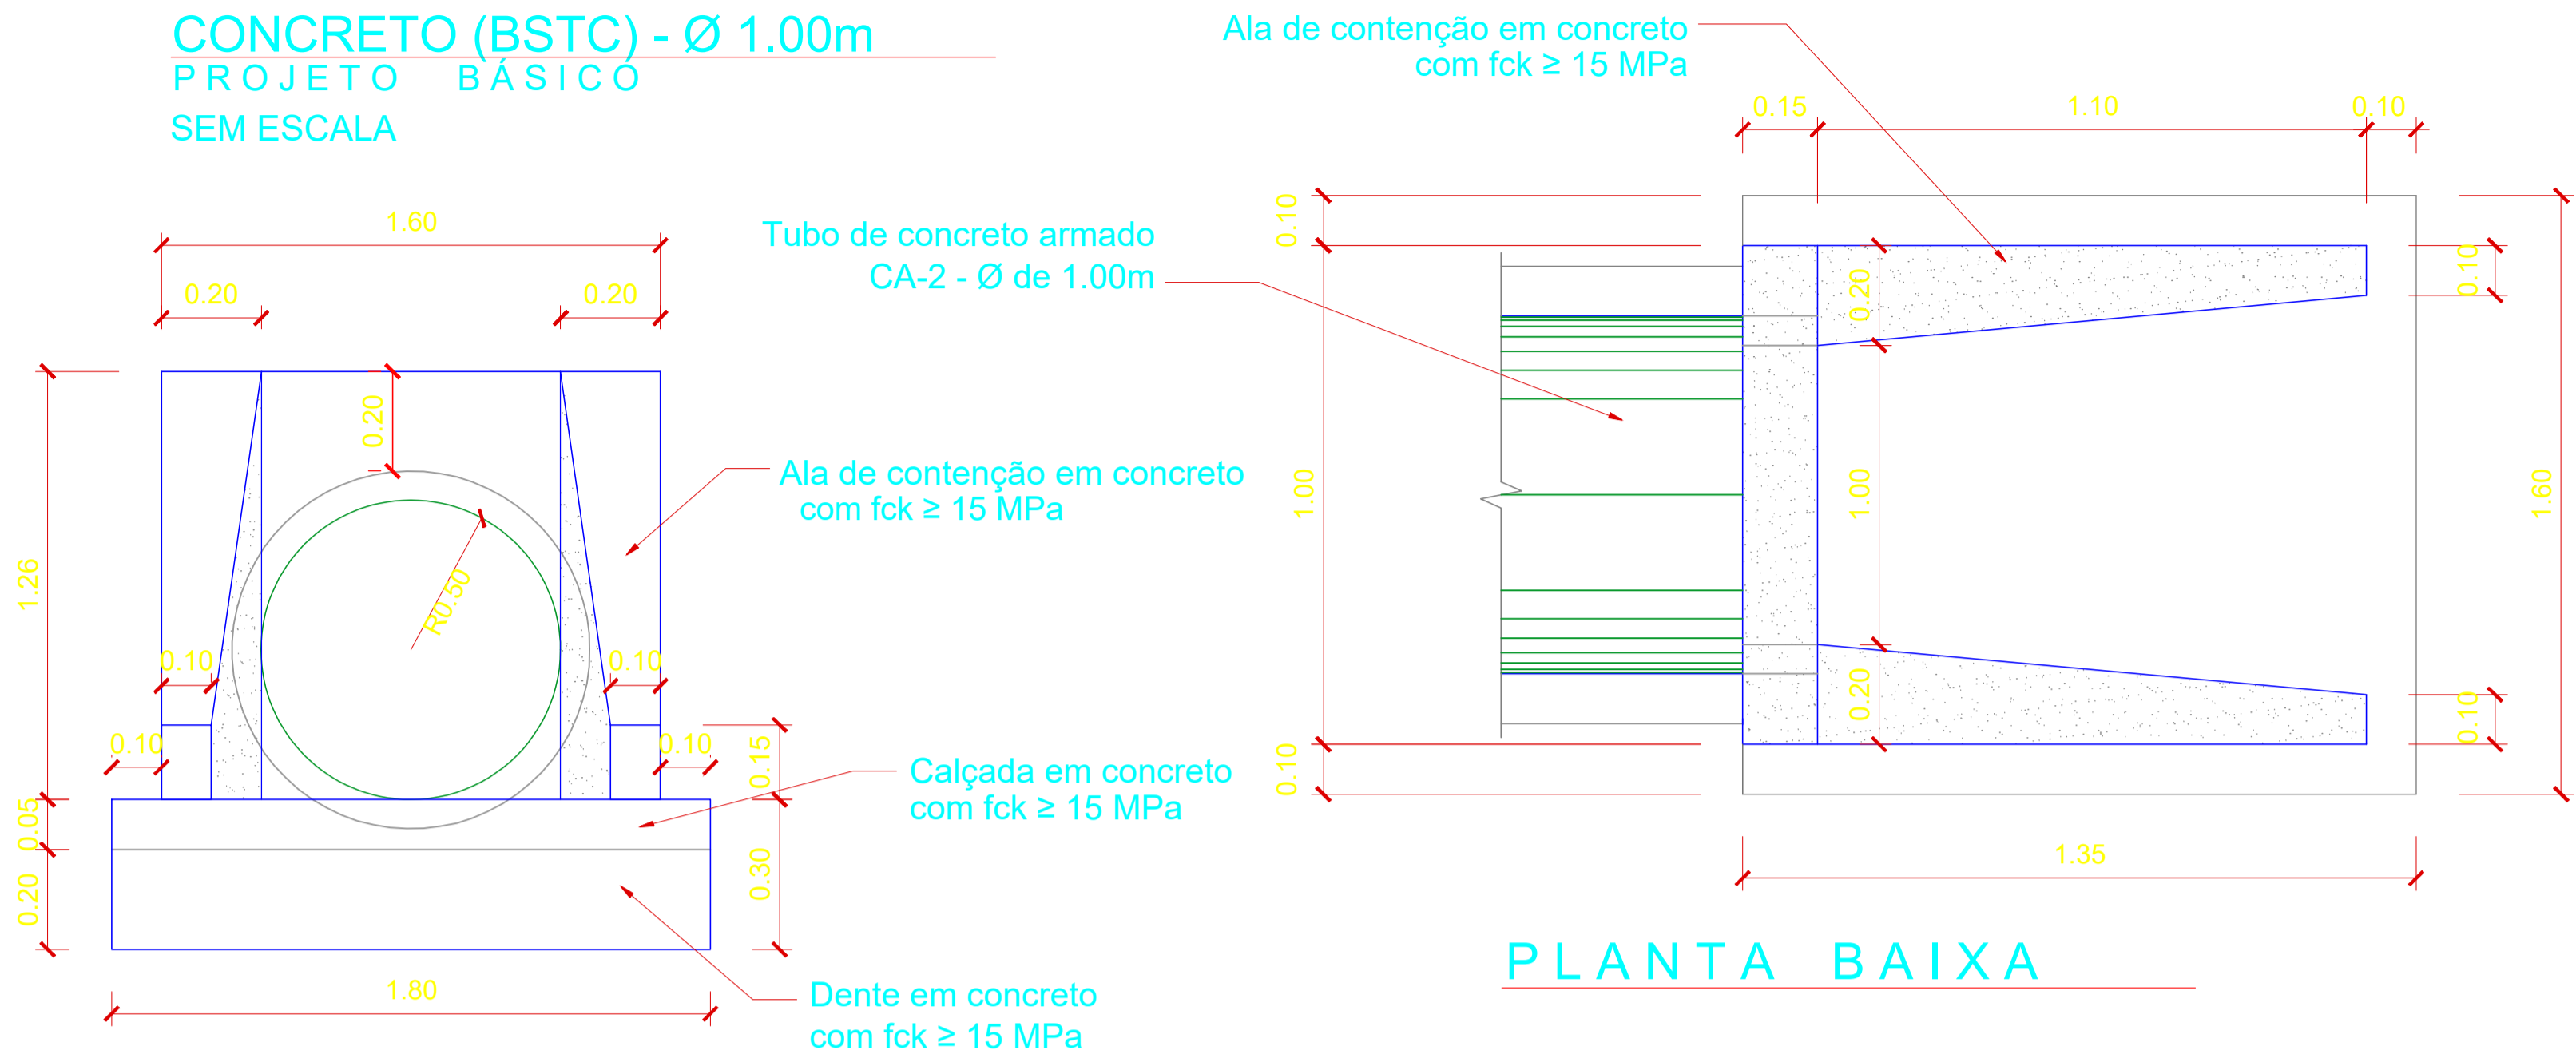 CONCRETO (BSTC) - Ø 1.00m
PROJETO BÁSICO
SEM ESCALA
1.60
0.20
0.20
0.20
1.26
R0.50
0.10
0.10
0.10
0.10
0.15
0.05
0.20
0.30
1.80
Ala de contenção em concreto
com fck ≥ 15 MPa
Calçada em concreto
com fck ≥ 15 MPa
Dente em concreto
com fck ≥ 15 MPa
Tubo de concreto armado
CA-2 - Ø de 1.00m
Ala de contenção em concreto
com fck ≥ 15 MPa
0.15
1.10
0.10
0.10
1.00
0.10
0.20
1.00
0.20
0.10
0.10
1.60
1.35
PLANTA BAIXA